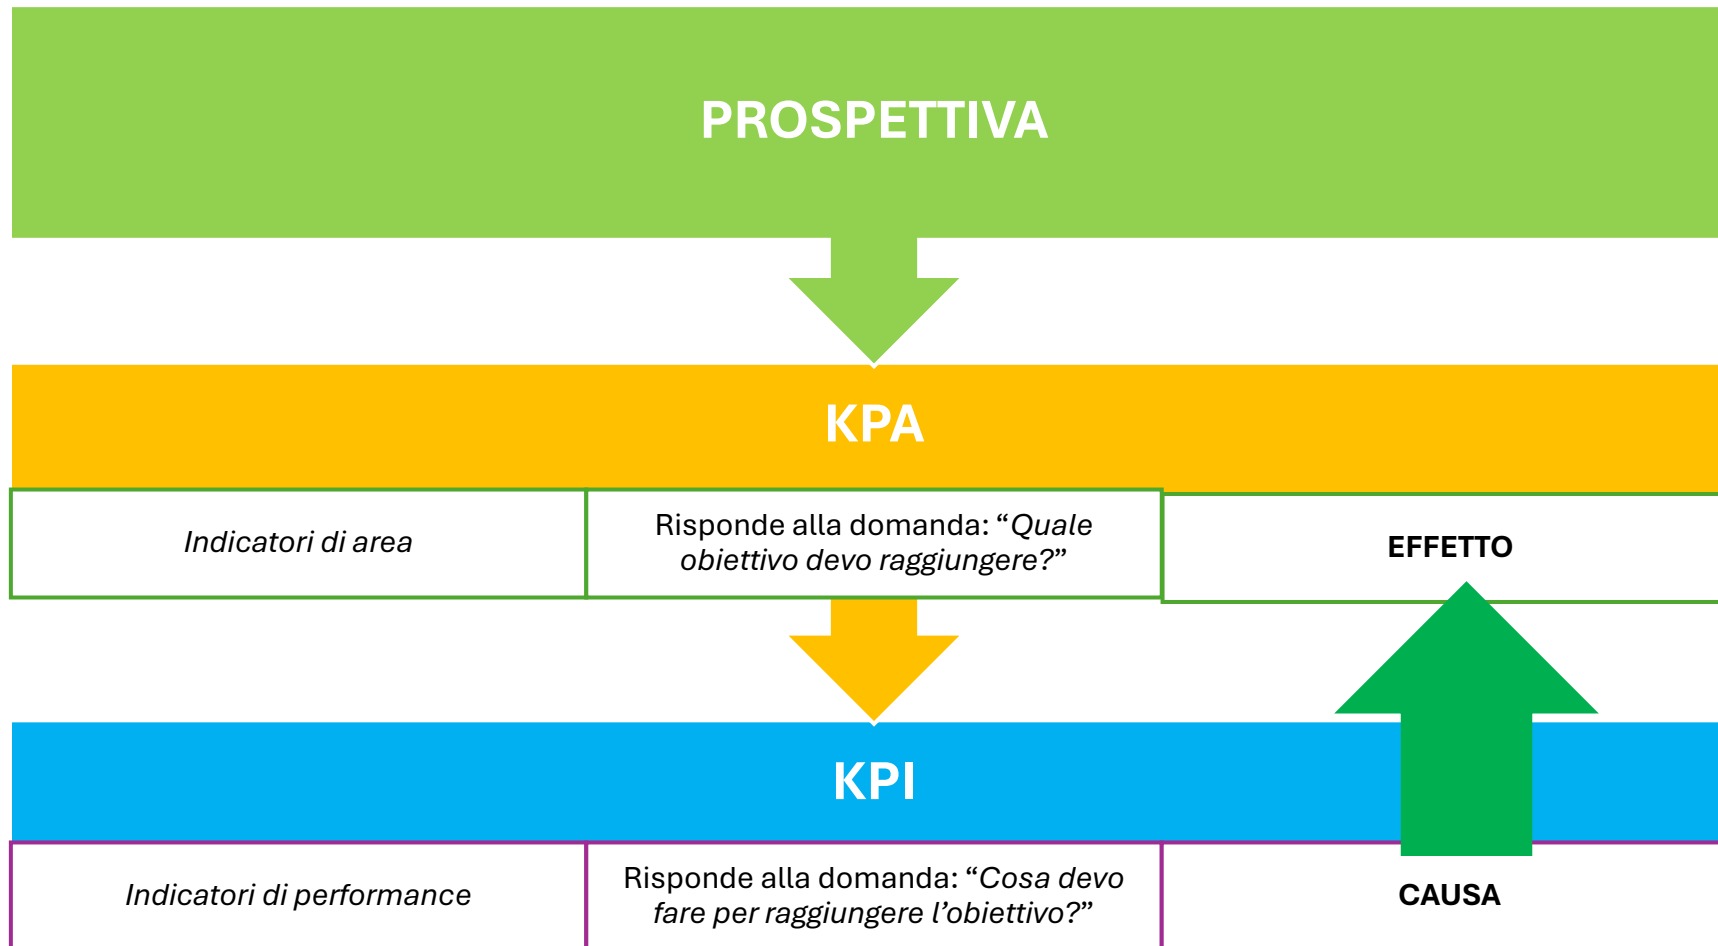 PROSPETTIVA
KPA
Indicatori di area
Risponde alla domanda: “Quale
obiettivo devo raggiungere?”
EFFETTO
KPI
Indicatori di performance
Risponde alla domanda: “Cosa devo
fare per raggiungere l’obiettivo?”
CAUSA